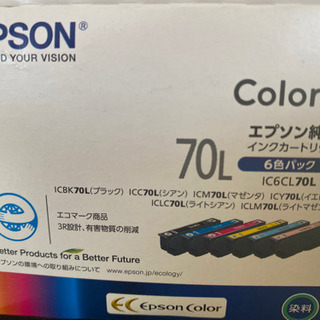 EPSON®
EXCEED YOUR VISION
Color
70L
エプソン純
インクカートリッ
6色パック
IC6CL70L
ICBK70L(ブラック) ICC70L(シアン) ICM70L(マゼンタ) ICY70L(イエ
ICLC70L(ライトシアン) ICLM70L(ライトマゼ
エコマーク商品
3R設計、有害物質の削減
Better Products for a Better Future
プソンの環境への取り組みについて www.epson.jp/ecology/
EC EPSON COLOR
染料